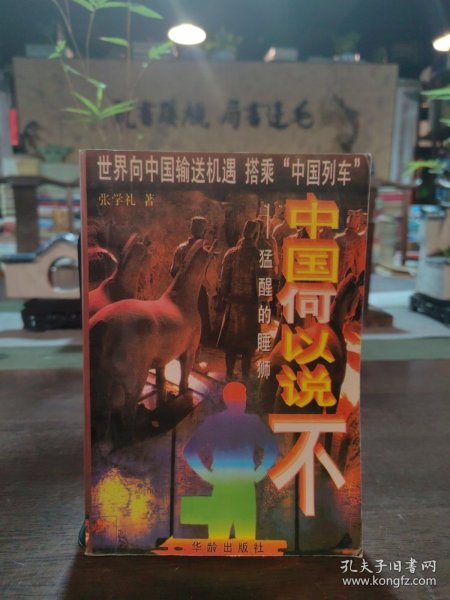 世界向中国输送机遇 搭乘“中国列车”
张学礼 著
中国何以说不
—猛醒的睡狮
华龄出版社
孔夫子旧书网
www.kongfz.com